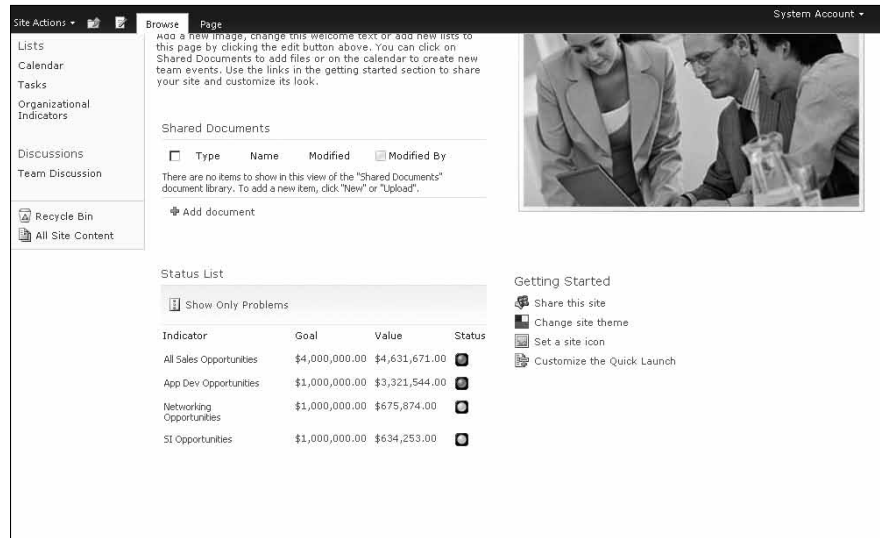 Site Actions
Browse
Page
System Account
Lists
Calendar
Tasks
Organizational
Indicators
Discussions
Team Discussion
Recycle Bin
All Site Content
Add a new image, change this welcome text or add new lists to
this page by clicking the edit button above. You can click on
Shared Documents to add files or on the calendar to create new
team events. Use the links in the getting started section to share
your site and customize its look.
Shared Documents
Type Name Modified Modified By
There are no items to show in this view of the "Shared Documents"
document library. To add a new item, click "New" or "Upload".
Add document
Status List
Show Only Problems
Indicator Goal Value Status
All Sales Opportunities $4,000,000.00 $4,631,671.00
App Dev Opportunities $1,000,000.00 $3,321,544.00
Networking
Opportunities $1,000,000.00 $675,874.00
SI Opportunities $1,000,000.00 $634,253.00
Getting Started
Share this site
Change site theme
Set a site icon
Customize the Quick Launch